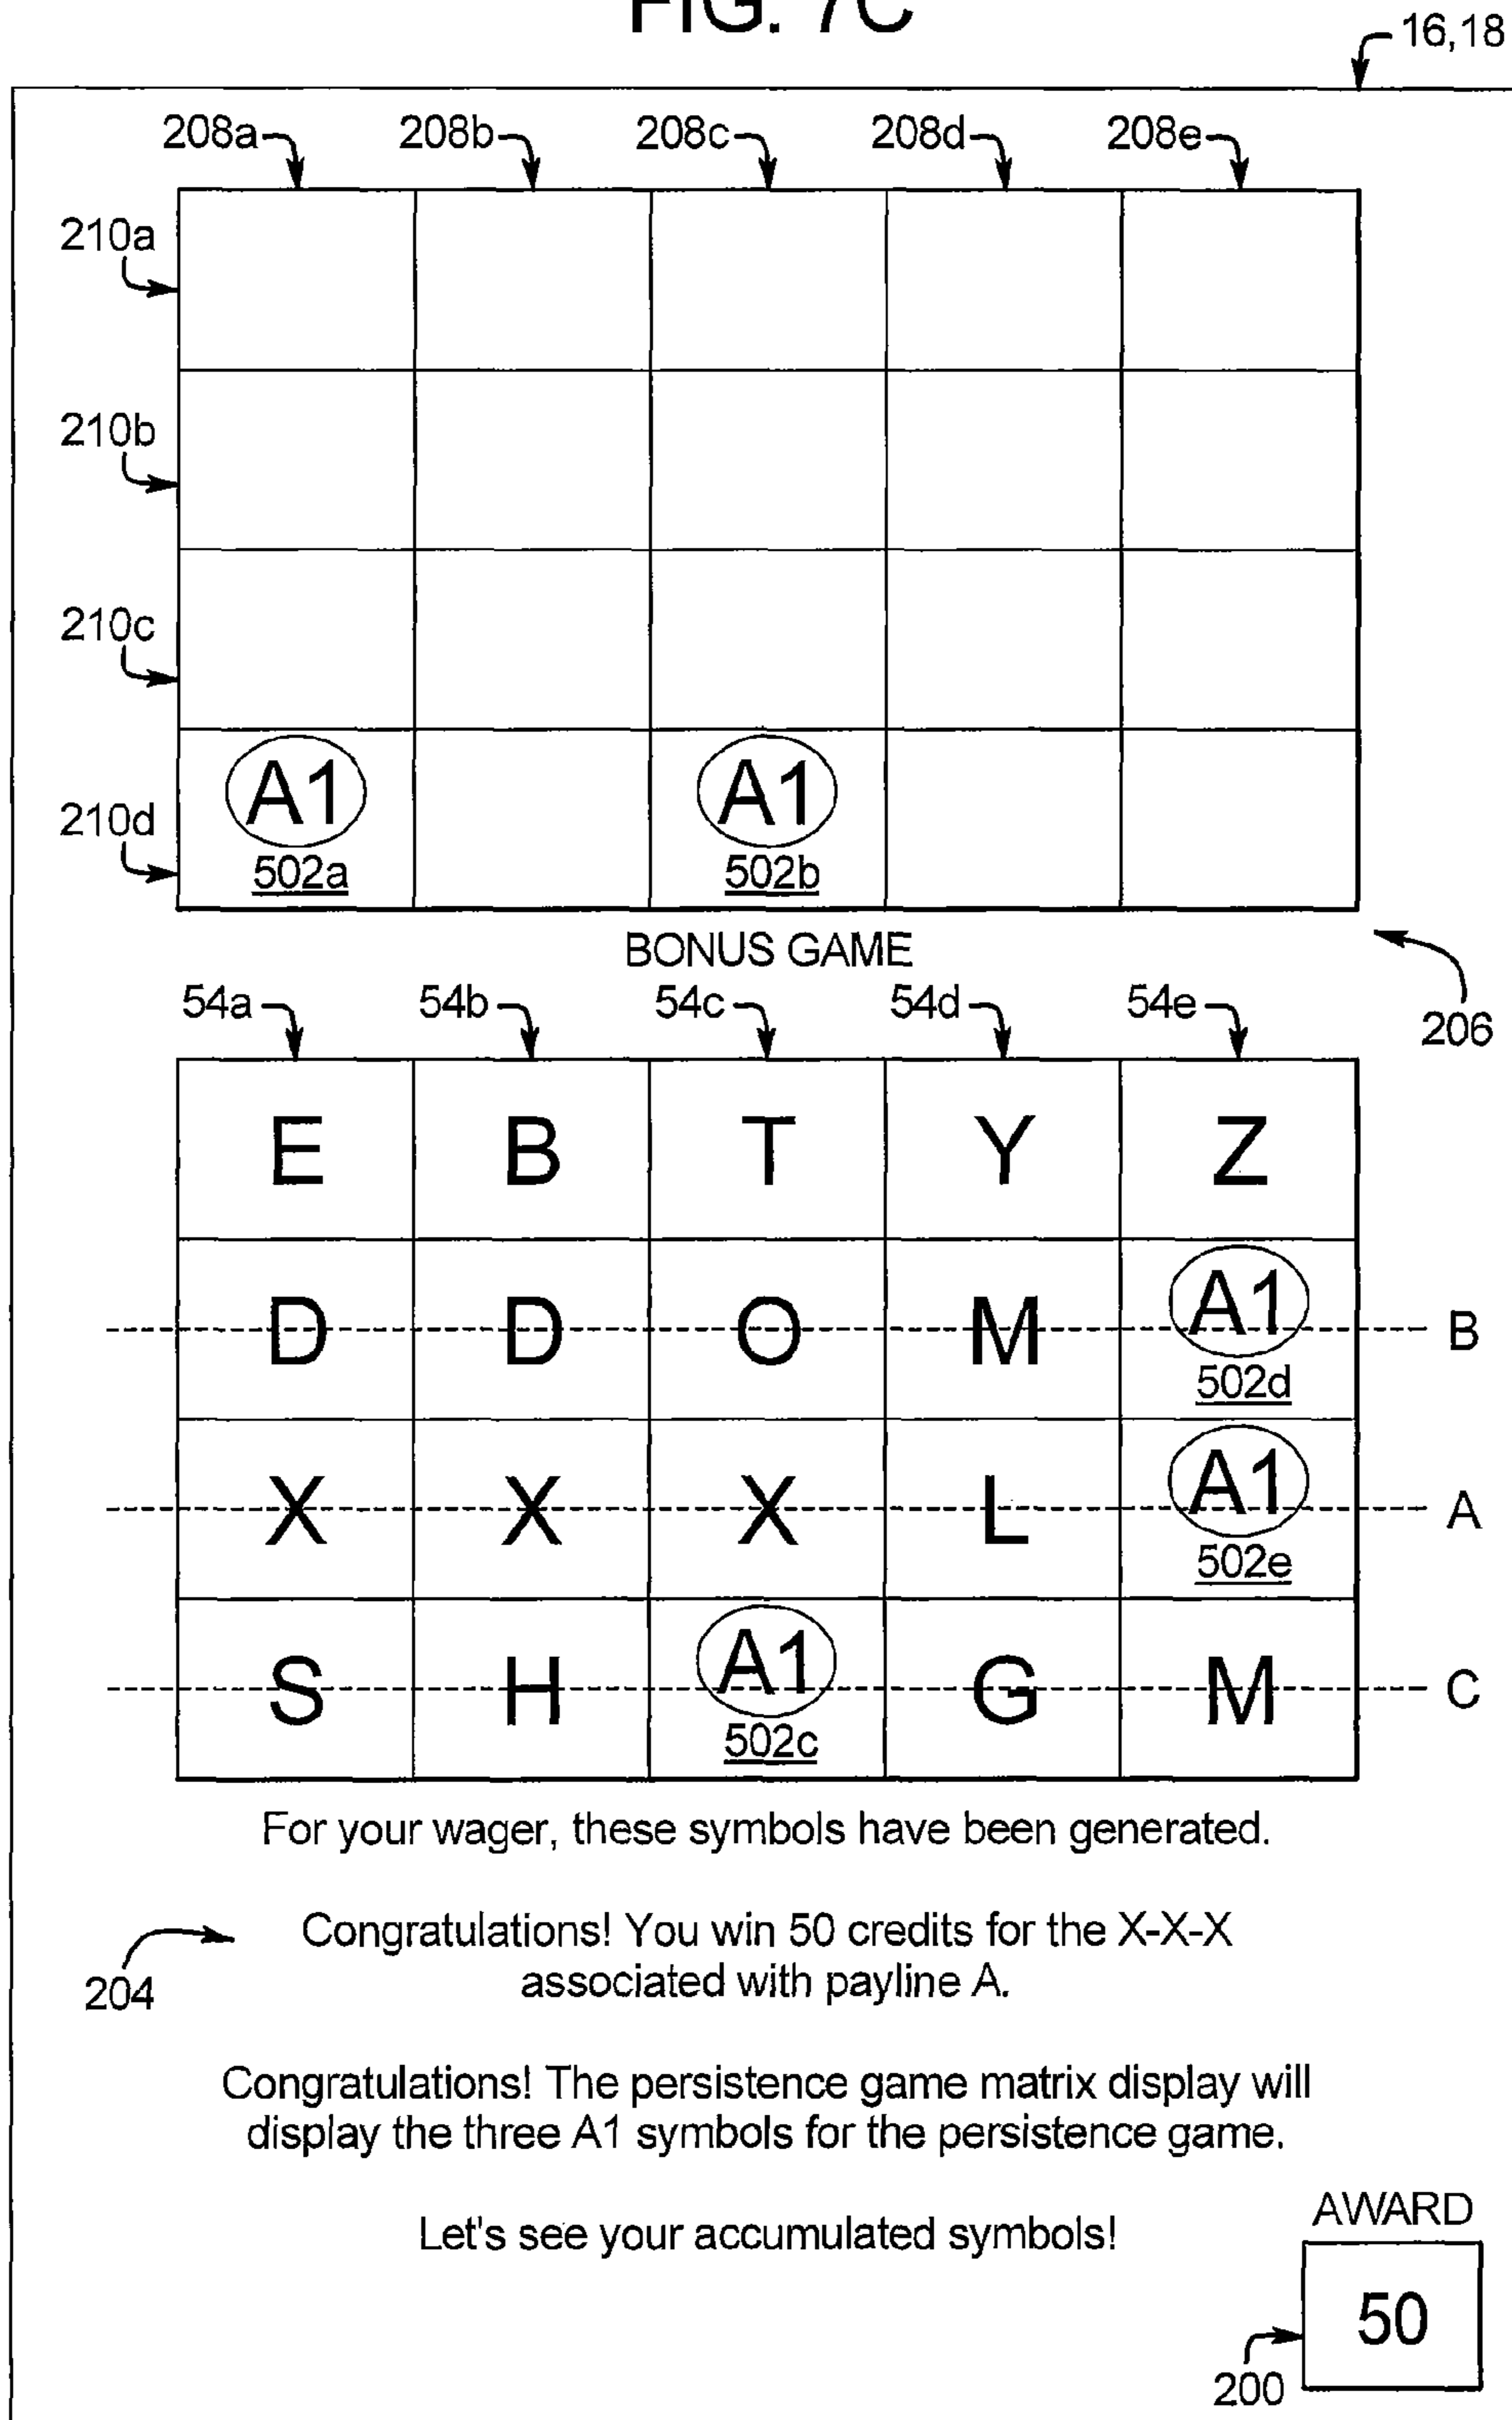 FIG. 7C
16,18
208a 208b 208c 208d 208e
210a
210b
210c
210d
A1 A1
502a 502b
BONUS GAME
206
54a 54b 54c 54d 54e
E B T Y Z
D D O M A1 B
502d
X X X L A1 A
502e
S H A1 G M C
502c
For your wager, these symbols have been generated.
204
Congratulations! You win 50 credits for the X-X-X
associated with payline A.
Congratulations! The persistence game matrix display will
display the three A1 symbols for the persistence game.
Let's see your accumulated symbols!
AWARD
50
200